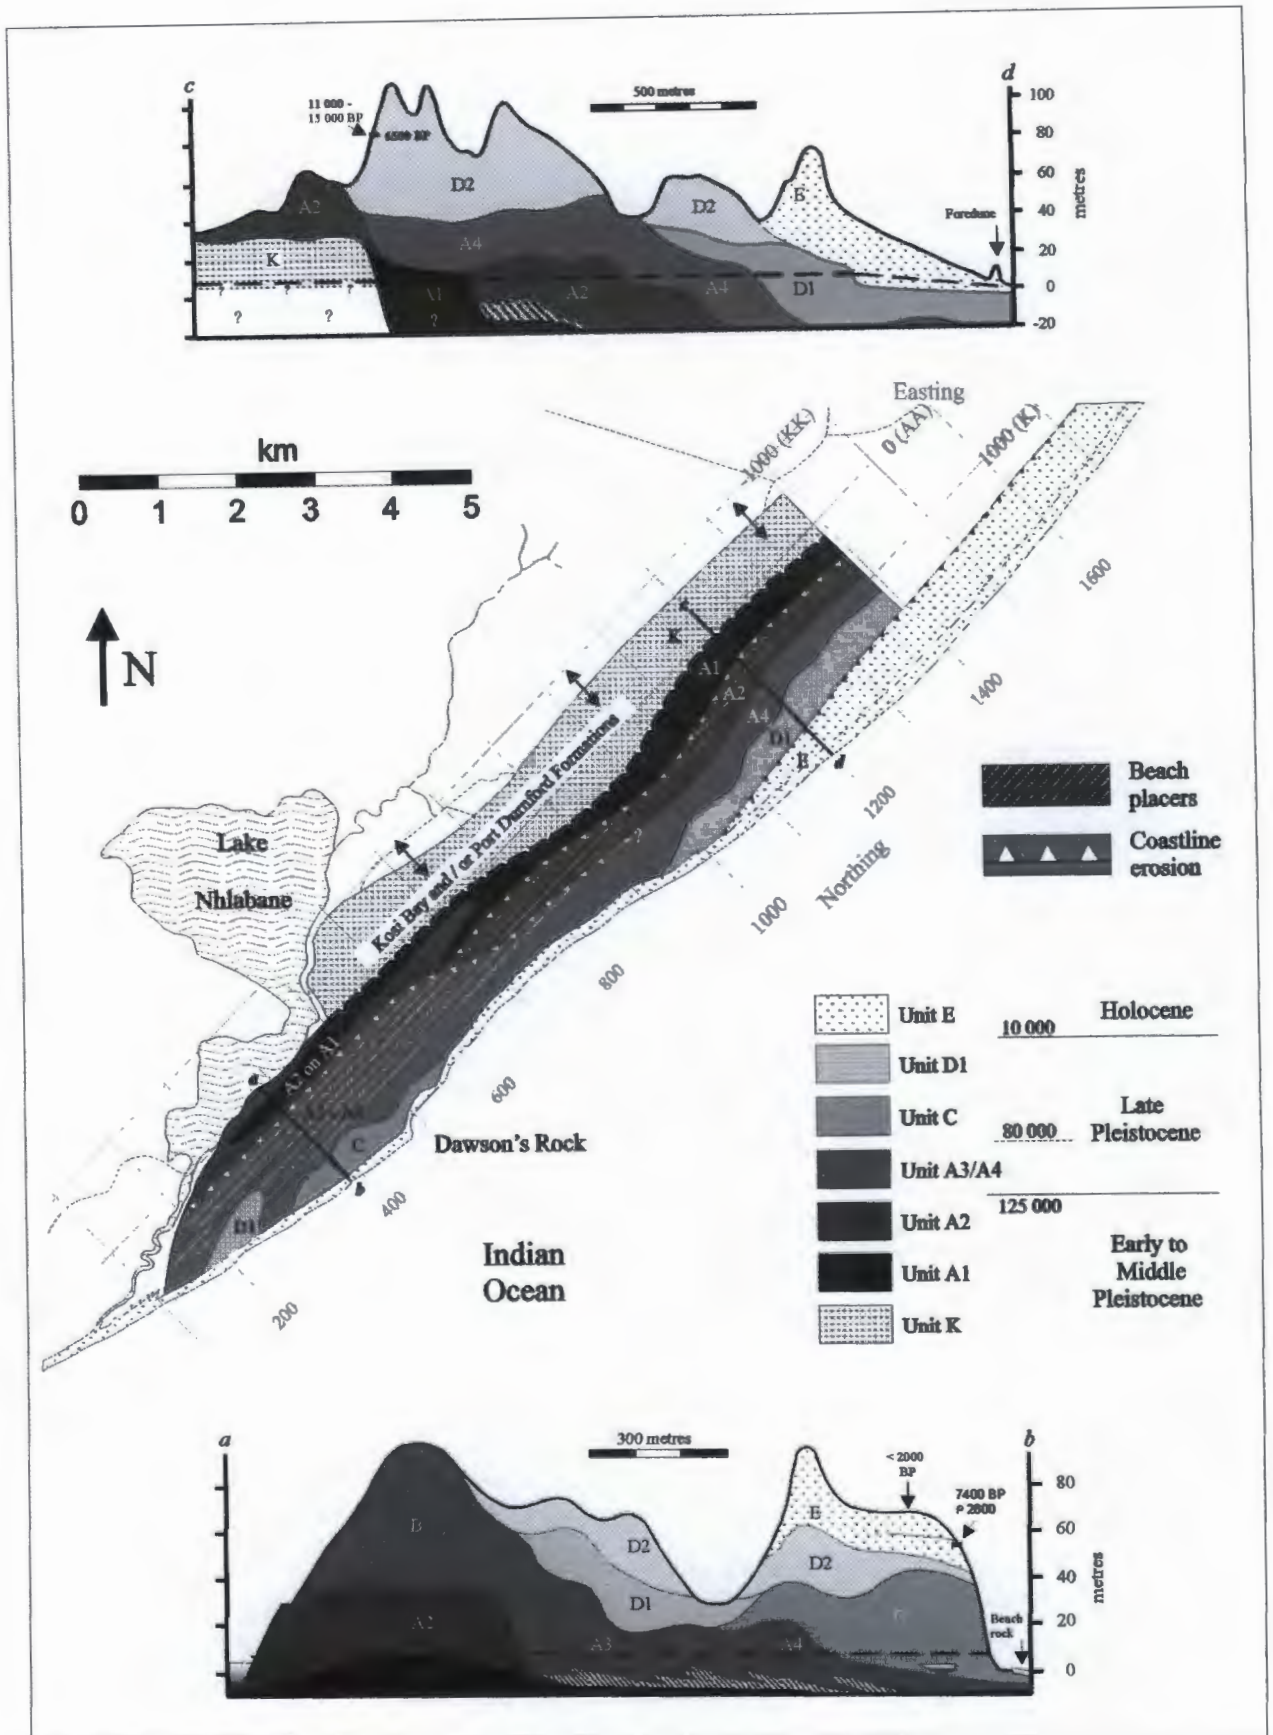 c
d
11 000 -
15 000 BP
6500 BP
500 metres
100
80
60
40
20
0
-20
metres
A2
D2
D2
E
Foredune
K
A4
A1
A2
A4
D1
?
?
?
?
?
?
Easting
1000 (KK)
0 (AA)
1000 (K)
km
0 1 2 3 4 5
N
c
K
A1
A2
A4
D1
E
d
1600
1400
1200
Northing
1000
800
600
400
200
Kosi Bay and / or Port Durnford Formations
?
Lake
Nhlabane
Beach
placers
Coastline
erosion
A2 on A1
a
C
b
D1
Dawson's Rock
Indian
Ocean
Unit E
Unit D1
Unit C
Unit A3/A4
Unit A2
Unit A1
Unit K
10 000
Holocene
80 000
Late
Pleistocene
125 000
Early to
Middle
Pleistocene
a
b
300 metres
< 2000
BP
7400 BP
2800
80
60
40
20
0
metres
B
E
D2
D2
D1
A2
A3
A4
Beach
rock